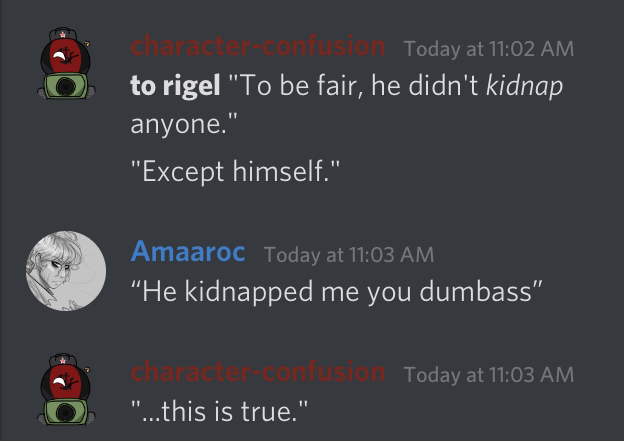 character-confusion Today at 11:02 AM
to rigel "To be fair, he didn't kidnap
anyone."
"Except himself."
Amaaroc Today at 11:03 AM
“He kidnapped me you dumbass”
character-confusion Today at 11:03 AM
"...this is true."